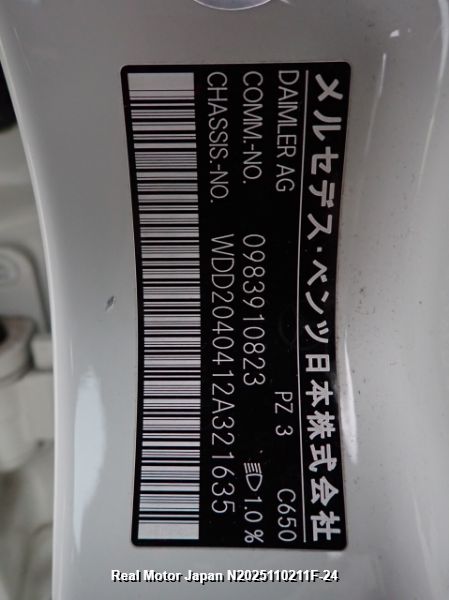 メルセデス・ベンツ日本株式会社
DAIMLER AG PZ 3 C650
COMM.-NO. 0983910823 1.0 %
CHASSIS-NO. WDD2040412A321635
Real Motor Japan N2025110211F-24